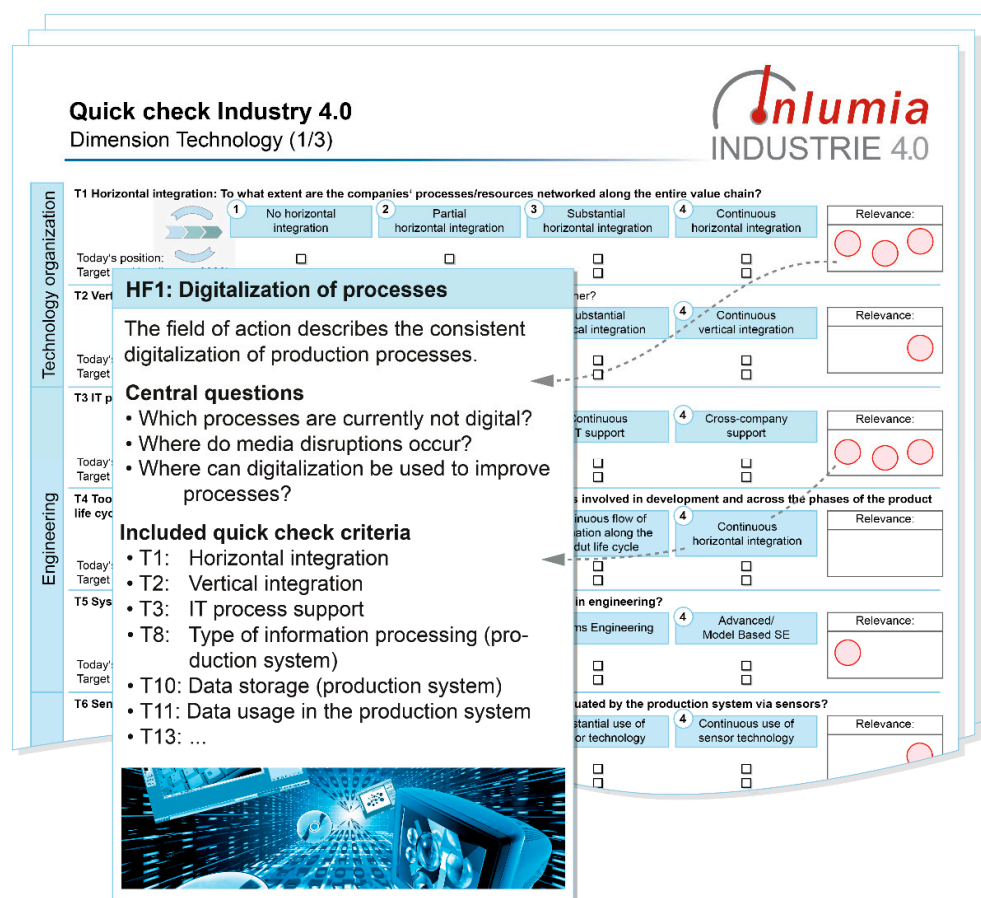 Quick check Industry 4.0
Dimension Technology (1/3)
Inlumia
INDUSTRIE 4.0
Technology organization
T1 Horizontal integration: To what extent are the companies' processes/resources networked along the entire value chain?
1 No horizontal
integration
2 Partial
horizontal integration
3 Substantial
horizontal integration
4 Continuous
horizontal integration
Relevance:
Today's position:
Target
HF1: Digitalization of processes
The field of action describes the consistent
digitalization of production processes.
Central questions
• Which processes are currently not digital?
• Where do media disruptions occur?
• Where can digitalization be used to improve
processes?
Included quick check criteria
• T1: Horizontal integration
• T2: Vertical integration
• T3: IT process support
• T8: Type of information processing (pro-
duction system)
• T10: Data storage (production system)
• T11: Data usage in the production system
• T13: ...
T2 Vert
her?
ubstantial
cal integration
4 Continuous
vertical integration
Relevance:
Today's
Target
Engineering
T3 IT p
Continuous
T support
4 Cross-company
support
Relevance:
Today's
Target
T4 Too
s involved in development and across the phases of the product
life cyc
inuous flow of
nation along the
dut life cycle
4 Continuous
horizontal integration
Relevance:
Today's
Target
T5 Sys
in engineering?
ms Engineering
4 Advanced/
Model Based SE
Relevance:
Today's
Target
T6 Sen
uated by the production system via sensors?
stantial use of
or technology
4 Continuous use of
sensor technology
Relevance: